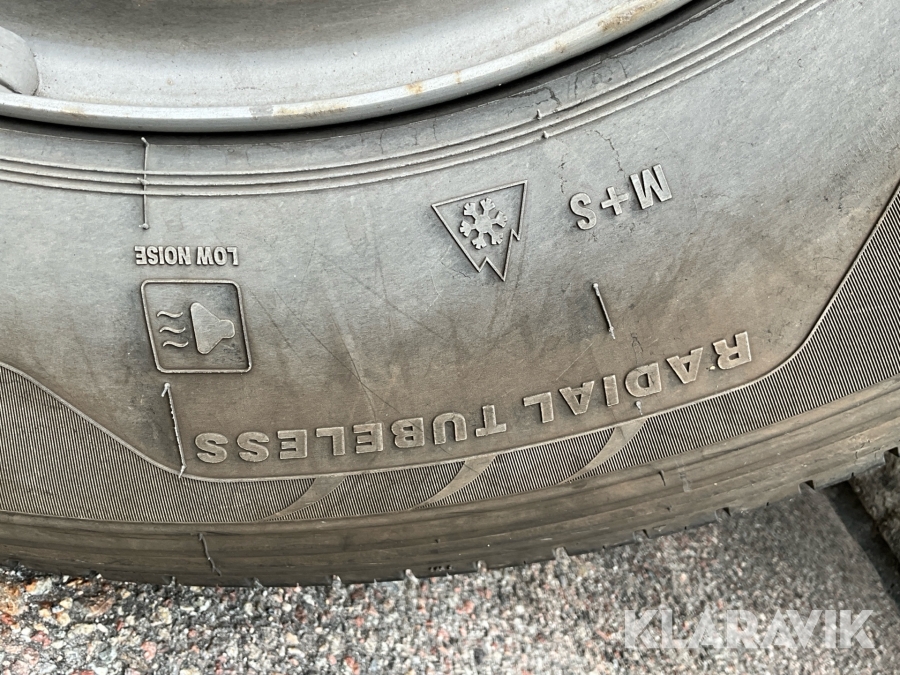 M+S
LOW NOISE
RADIAL TUBELESS
KLARAVIK